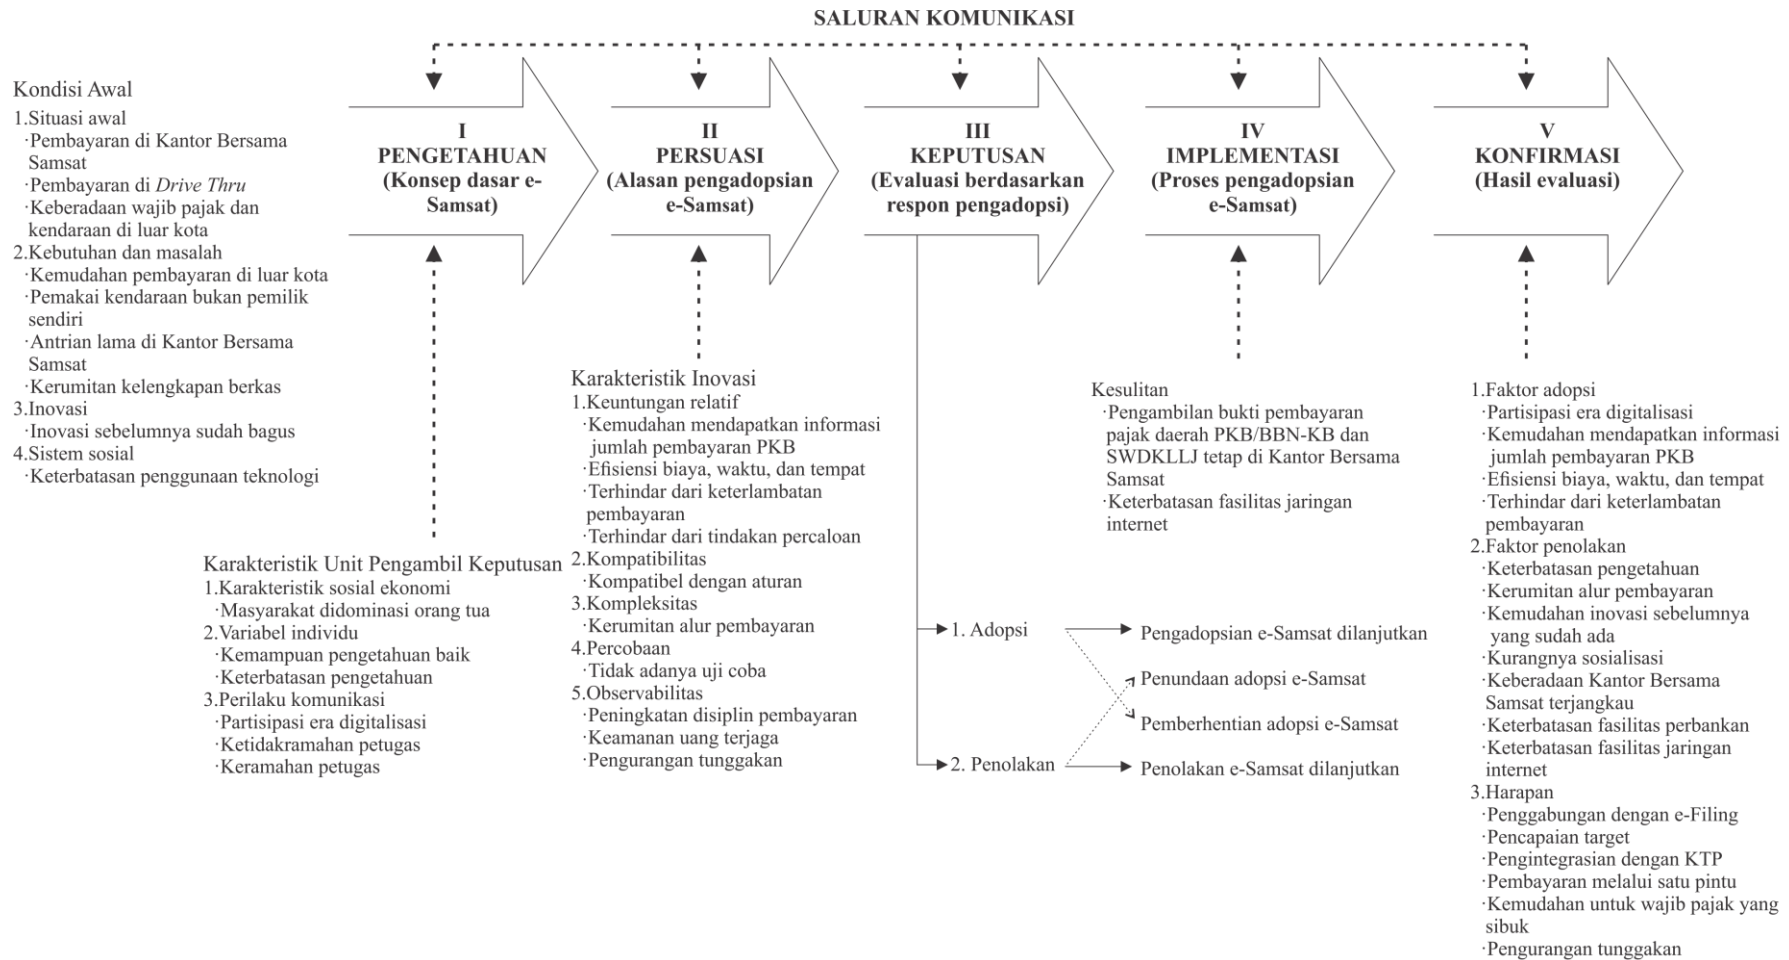 SALURAN KOMUNIKASI
Kondisi Awal
1.Situasi awal
·Pembayaran di Kantor Bersama
Samsat
·Pembayaran di Drive Thru
·Keberadaan wajib pajak dan
kendaraan di luar kota
2.Kebutuhan dan masalah
·Kemudahan pembayaran di luar kota
·Pemakai kendaraan bukan pemilik
sendiri
·Antrian lama di Kantor Bersama
Samsat
·Kerumitan kelengkapan berkas
3.Inovasi
·Inovasi sebelumnya sudah bagus
4.Sistem sosial
·Keterbatasan penggunaan teknologi
I
PENGETAHUAN
(Konsep dasar e-
Samsat)
II
PERSUASI
(Alasan pengadopsian
e-Samsat)
III
KEPUTUSAN
(Evaluasi berdasarkan
respon pengadopsi)
IV
IMPLEMENTASI
(Proses pengadopsian
e-Samsat)
V
KONFIRMASI
(Hasil evaluasi)
Karakteristik Unit Pengambil Keputusan
1.Karakteristik sosial ekonomi
·Masyarakat didominasi orang tua
2.Variabel individu
·Kemampuan pengetahuan baik
·Keterbatasan pengetahuan
3.Perilaku komunikasi
·Partisipasi era digitalisasi
·Ketidakramahan petugas
·Keramahan petugas
Karakteristik Inovasi
1.Keuntungan relatif
·Kemudahan mendapatkan informasi
jumlah pembayaran PKB
·Efisiensi biaya, waktu, dan tempat
·Terhindar dari keterlambatan
pembayaran
·Terhindar dari tindakan percaloan
2.Kompatibilitas
·Kompatibel dengan aturan
3.Kompleksitas
·Kerumitan alur pembayaran
4.Percobaan
·Tidak adanya uji coba
5.Observabilitas
·Peningkatan disiplin pembayaran
·Keamanan uang terjaga
·Pengurangan tunggakan
1. Adopsi
2. Penolakan
Pengadopsian e-Samsat dilanjutkan
Penundaan adopsi e-Samsat
Pemberhentian adopsi e-Samsat
Penolakan e-Samsat dilanjutkan
Kesulitan
·Pengambilan bukti pembayaran
pajak daerah PKB/BBN-KB dan
SWDKLLJ tetap di Kantor Bersama
Samsat
·Keterbatasan fasilitas jaringan
internet
1.Faktor adopsi
·Partisipasi era digitalisasi
·Kemudahan mendapatkan informasi
jumlah pembayaran PKB
·Efisiensi biaya, waktu, dan tempat
·Terhindar dari keterlambatan
pembayaran
2.Faktor penolakan
·Keterbatasan pengetahuan
·Kerumitan alur pembayaran
·Kemudahan inovasi sebelumnya
yang sudah ada
·Kurangnya sosialisasi
·Keberadaan Kantor Bersama
Samsat terjangkau
·Keterbatasan fasilitas perbankan
·Keterbatasan fasilitas jaringan
internet
3.Harapan
·Penggabungan dengan e-Filing
·Pencapaian target
·Pengintegrasian dengan KTP
·Pembayaran melalui satu pintu
·Kemudahan untuk wajib pajak yang
sibuk
·Pengurangan tunggakan